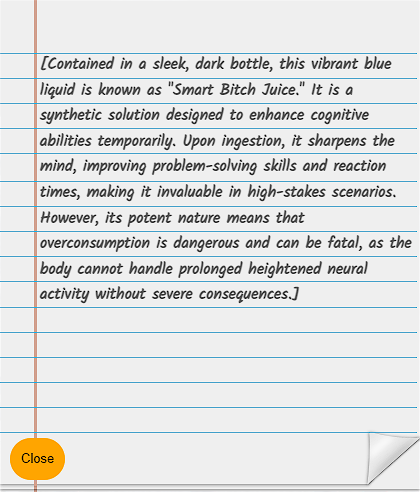 [Contained in a sleek, dark bottle, this vibrant blue
liquid is known as "Smart Bitch Juice." It is a
synthetic solution designed to enhance cognitive
abilities temporarily. Upon ingestion, it sharpens the
mind, improving problem-solving skills and reaction
times, making it invaluable in high-stakes scenarios.
However, its potent nature means that
overconsumption is dangerous and can be fatal, as the
body cannot handle prolonged heightened neural
activity without severe consequences.]
Close